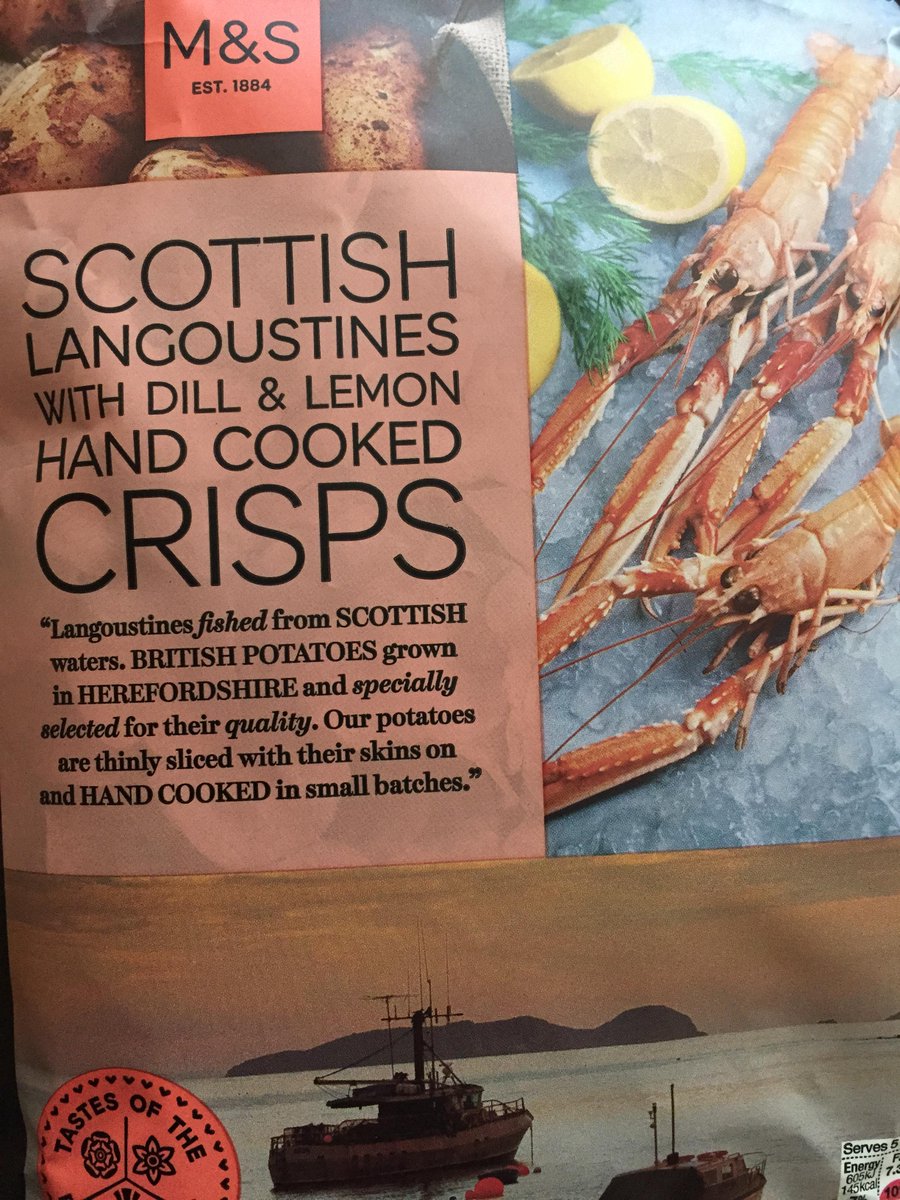 M&S
EST. 1884
SCOTTISH
LANGOUSTINES
WITH DILL & LEMON
HAND COOKED
CRISPS
“Langoustines fished from SCOTTISH
waters. BRITISH POTATOES grown
in HEREFORDSHIRE and specially
selected for their quality. Our potatoes
are thinly sliced with their skins on
and HAND COOKED in small batches.”
TASTES OF THE
Serves 5
Energy
605kJ
145kcal
7.3